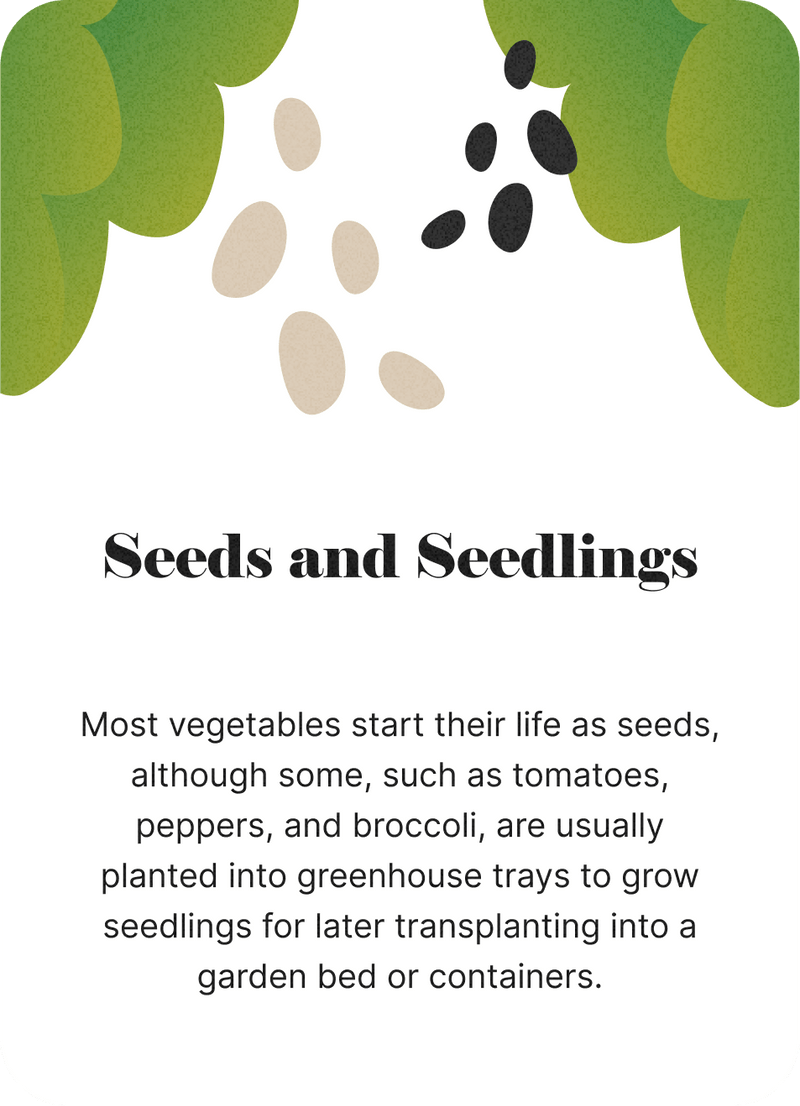 Seeds and Seedlings
Most vegetables start their life as seeds,
although some, such as tomatoes,
peppers, and broccoli, are usually
planted into greenhouse trays to grow
seedlings for later transplanting into a
garden bed or containers.